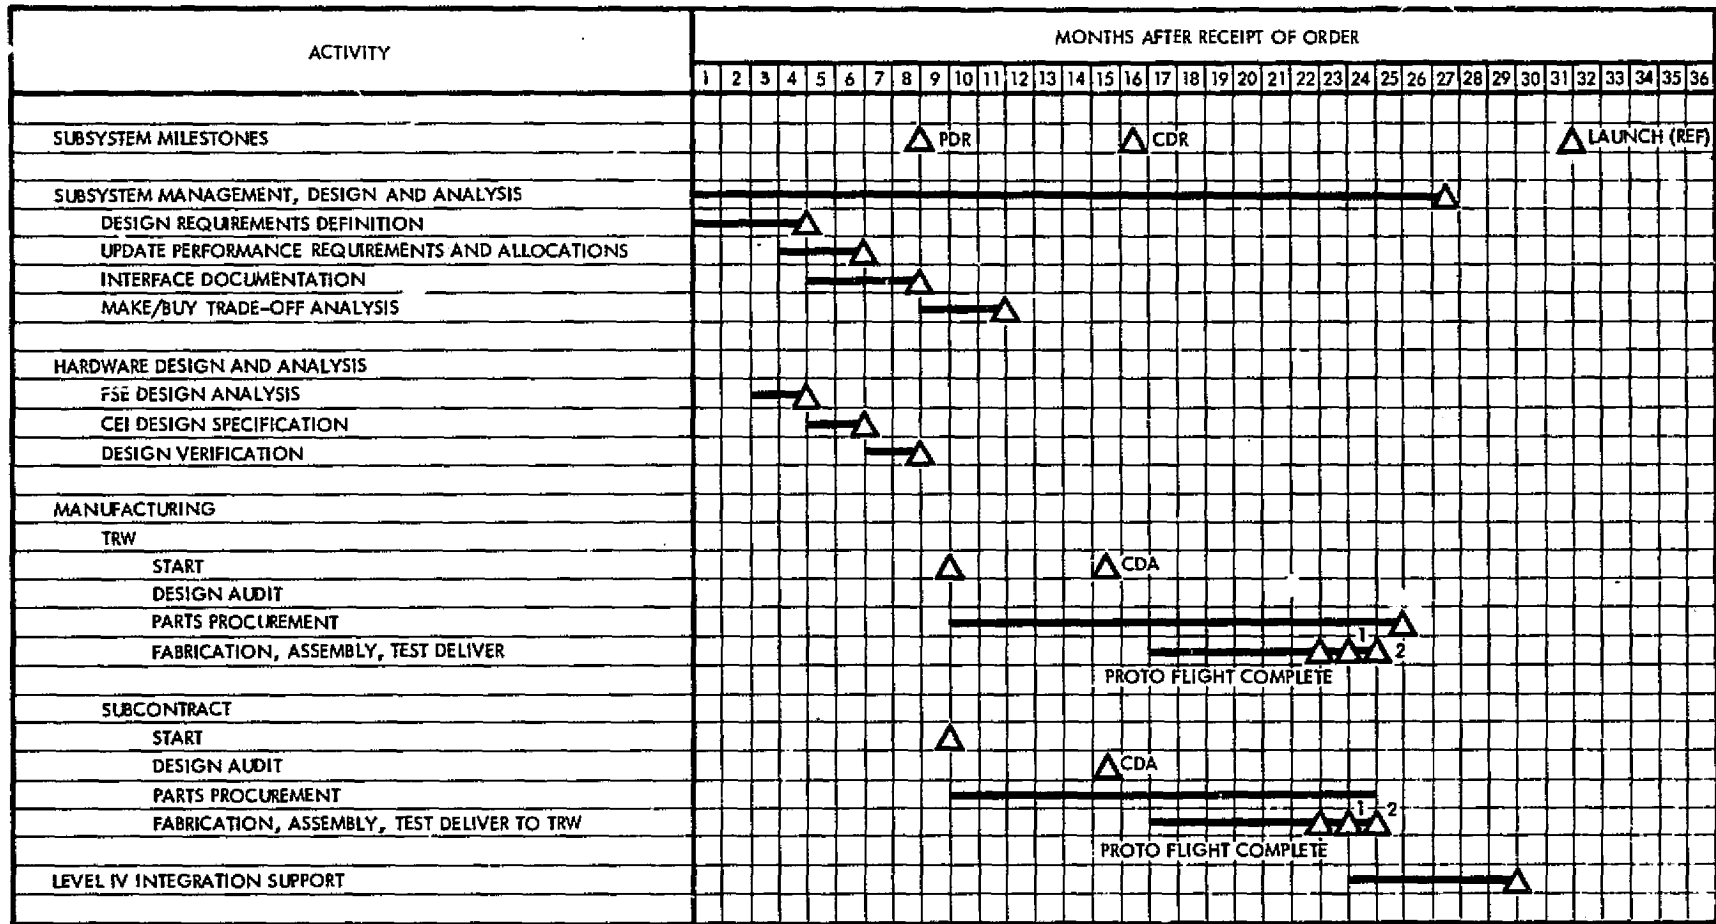 ACTIVITY
MONTHS AFTER RECEIPT OF ORDER
1 2 3 4 5 6 7 8 9 10 11 12 13 14 15 16 17 18 19 20 21 22 23 24 25 26 27 28 29 30 31 32 33 34 35 36
SUBSYSTEM MILESTONES PDR CDR LAUNCH (REF)
SUBSYSTEM MANAGEMENT, DESIGN AND ANALYSIS
DESIGN REQUIREMENTS DEFINITION
UPDATE PERFORMANCE REQUIREMENTS AND ALLOCATIONS
INTERFACE DOCUMENTATION
MAKE/BUY TRADE-OFF ANALYSIS
HARDWARE DESIGN AND ANALYSIS
FSE DESIGN ANALYSIS
CEI DESIGN SPECIFICATION
DESIGN VERIFICATION
MANUFACTURING
TRW
START CDA
DESIGN AUDIT
PARTS PROCUREMENT
FABRICATION, ASSEMBLY, TEST DELIVER 1 2
PROTO FLIGHT COMPLETE
SUBCONTRACT
START
DESIGN AUDIT CDA
PARTS PROCUREMENT
FABRICATION, ASSEMBLY, TEST DELIVER TO TRW 1 2
PROTO FLIGHT COMPLETE
LEVEL IV INTEGRATION SUPPORT